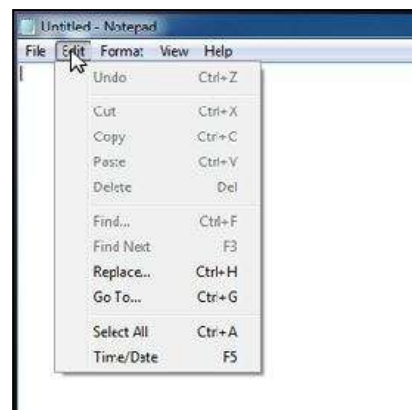 Untitled - Notepad
File Edit Format View Help
Undo Ctrl+Z
Cut Ctrl+X
Copy Ctrl+C
Paste Ctrl+V
Delete Del
Find... Ctrl+F
Find Next F3
Replace... Ctrl+H
Go To... Ctrl+G
Select All Ctrl+A
Time/Date F5